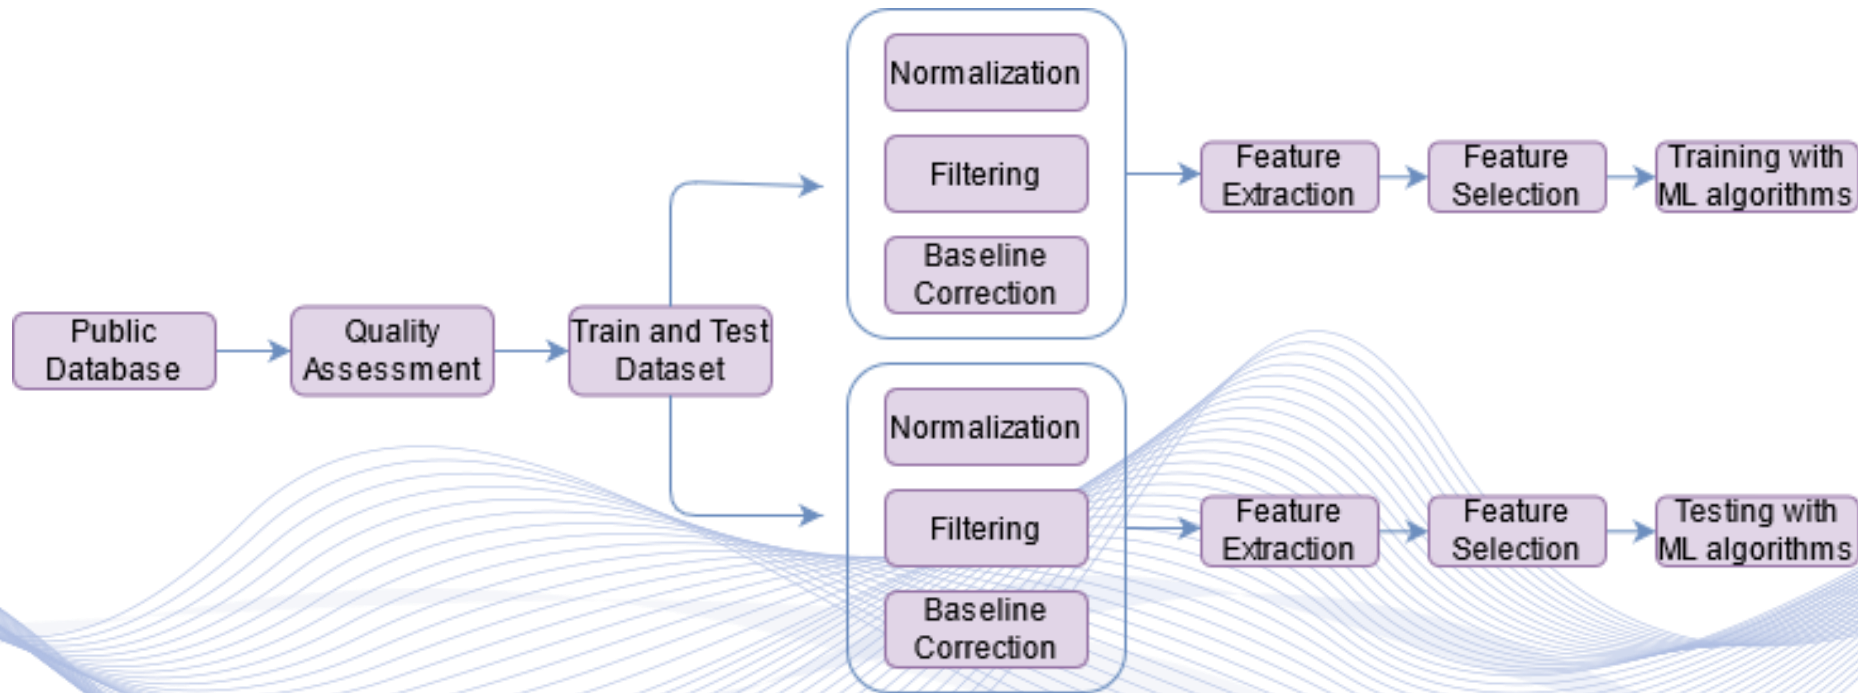 Public
Database
Quality
Assessment
Train and Test
Dataset
Normalization
Filtering
Baseline
Correction
Feature
Extraction
Feature
Selection
Training with
ML algorithms
Normalization
Filtering
Baseline
Correction
Feature
Extraction
Feature
Selection
Testing with
ML algorithms